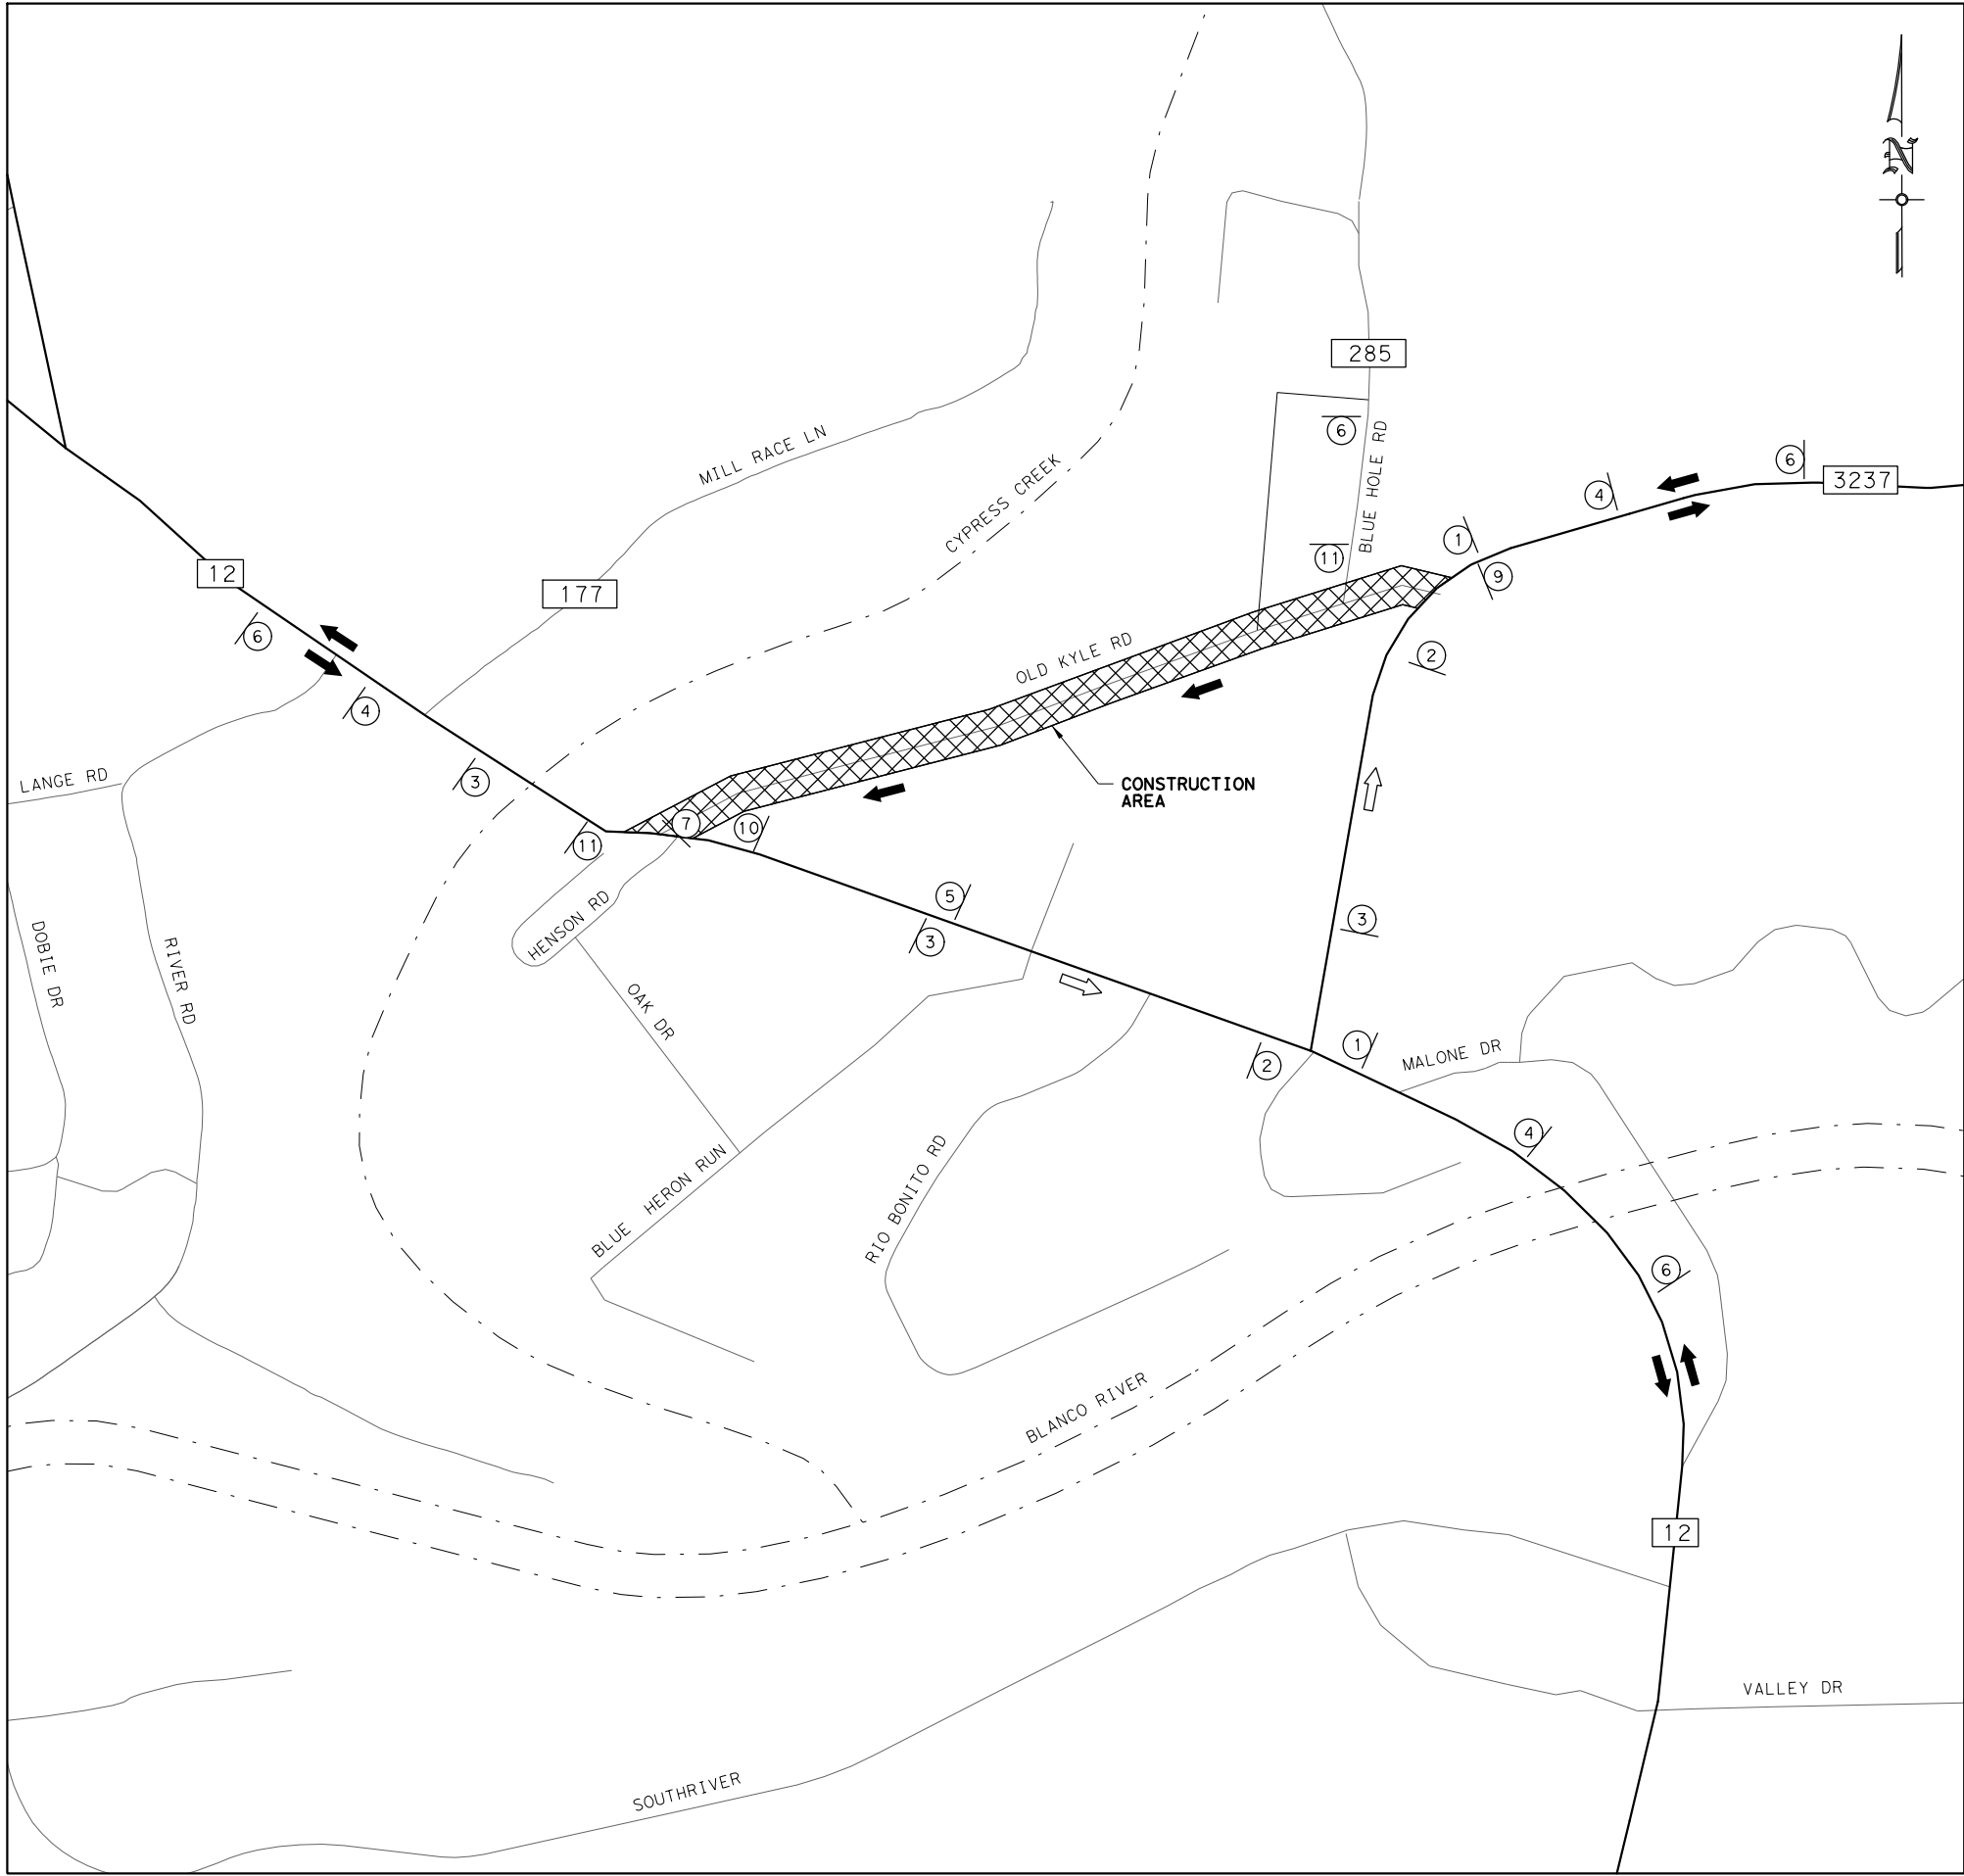 N
285
MILL RACE LN
CYPRESS CREEK
6
BLUE HOLE RD
6
3237
4
1
11
9
12
177
6
OLD KYLE RD
2
4
LANGE RD
3
CONSTRUCTION
AREA
7
10
11
5
3
3
HENSON RD
DOBIE DR
RIVER RD
OAK DR
1
2
MALONE DR
4
BLUE HERON RUN
RIO BONITO RD
6
BLANCO RIVER
12
VALLEY DR
SOUTHRIVER